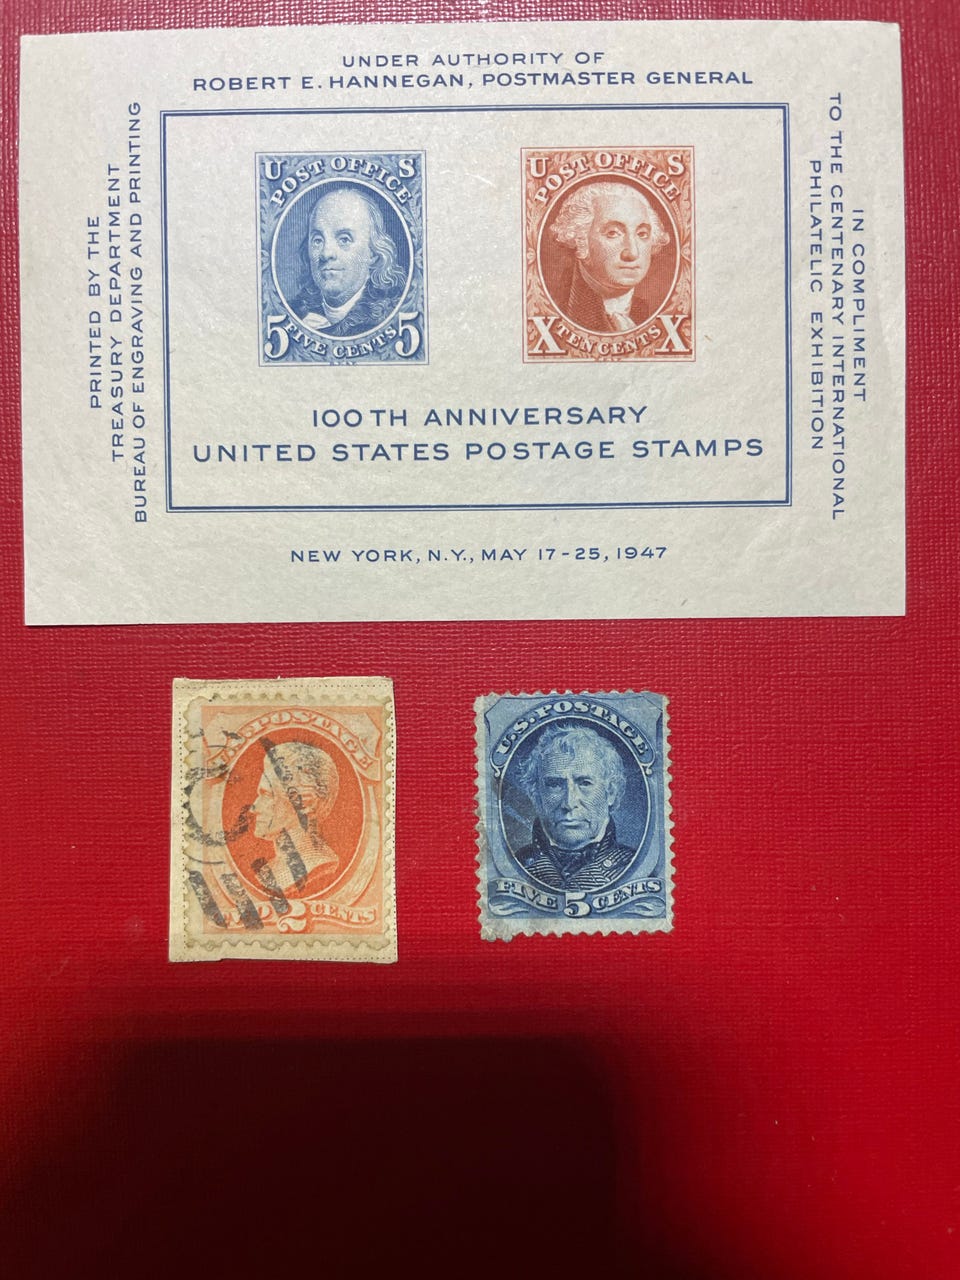 UNDER AUTHORITY OF
ROBERT E. HANNEGAN, POSTMASTER GENERAL
PRINTED BY THE
TREASURY DEPARTMENT
BUREAU OF ENGRAVING AND PRINTING
U S
POST OFFICE
5 5
FIVE CENTS
U S
POST OFFICE
X X
TEN CENTS
IN COMPLIMENT
TO THE CENTENARY INTERNATIONAL
PHILATELIC EXHIBITION
100TH ANNIVERSARY
UNITED STATES POSTAGE STAMPS
NEW YORK, N.Y., MAY 17-25, 1947
POSTAGE
2 CENTS
U.S. POSTAGE
FIVE 5 CENTS